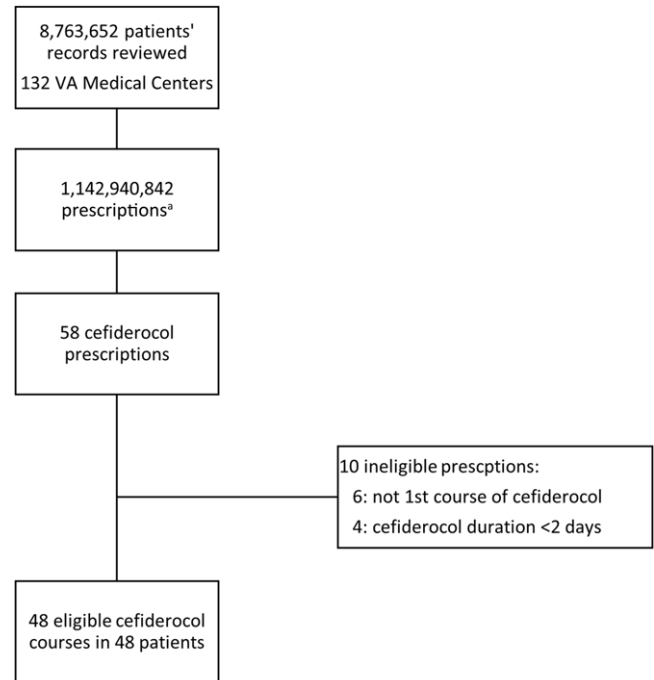 8,763,652 patients'
records reviewed
132 VA Medical Centers
1,142,940,842
prescriptionsᵃ
58 cefiderocol
prescriptions
10 ineligible prescptions:
6: not 1st course of cefiderocol
4: cefiderocol duration <2 days
48 eligible cefiderocol
courses in 48 patients